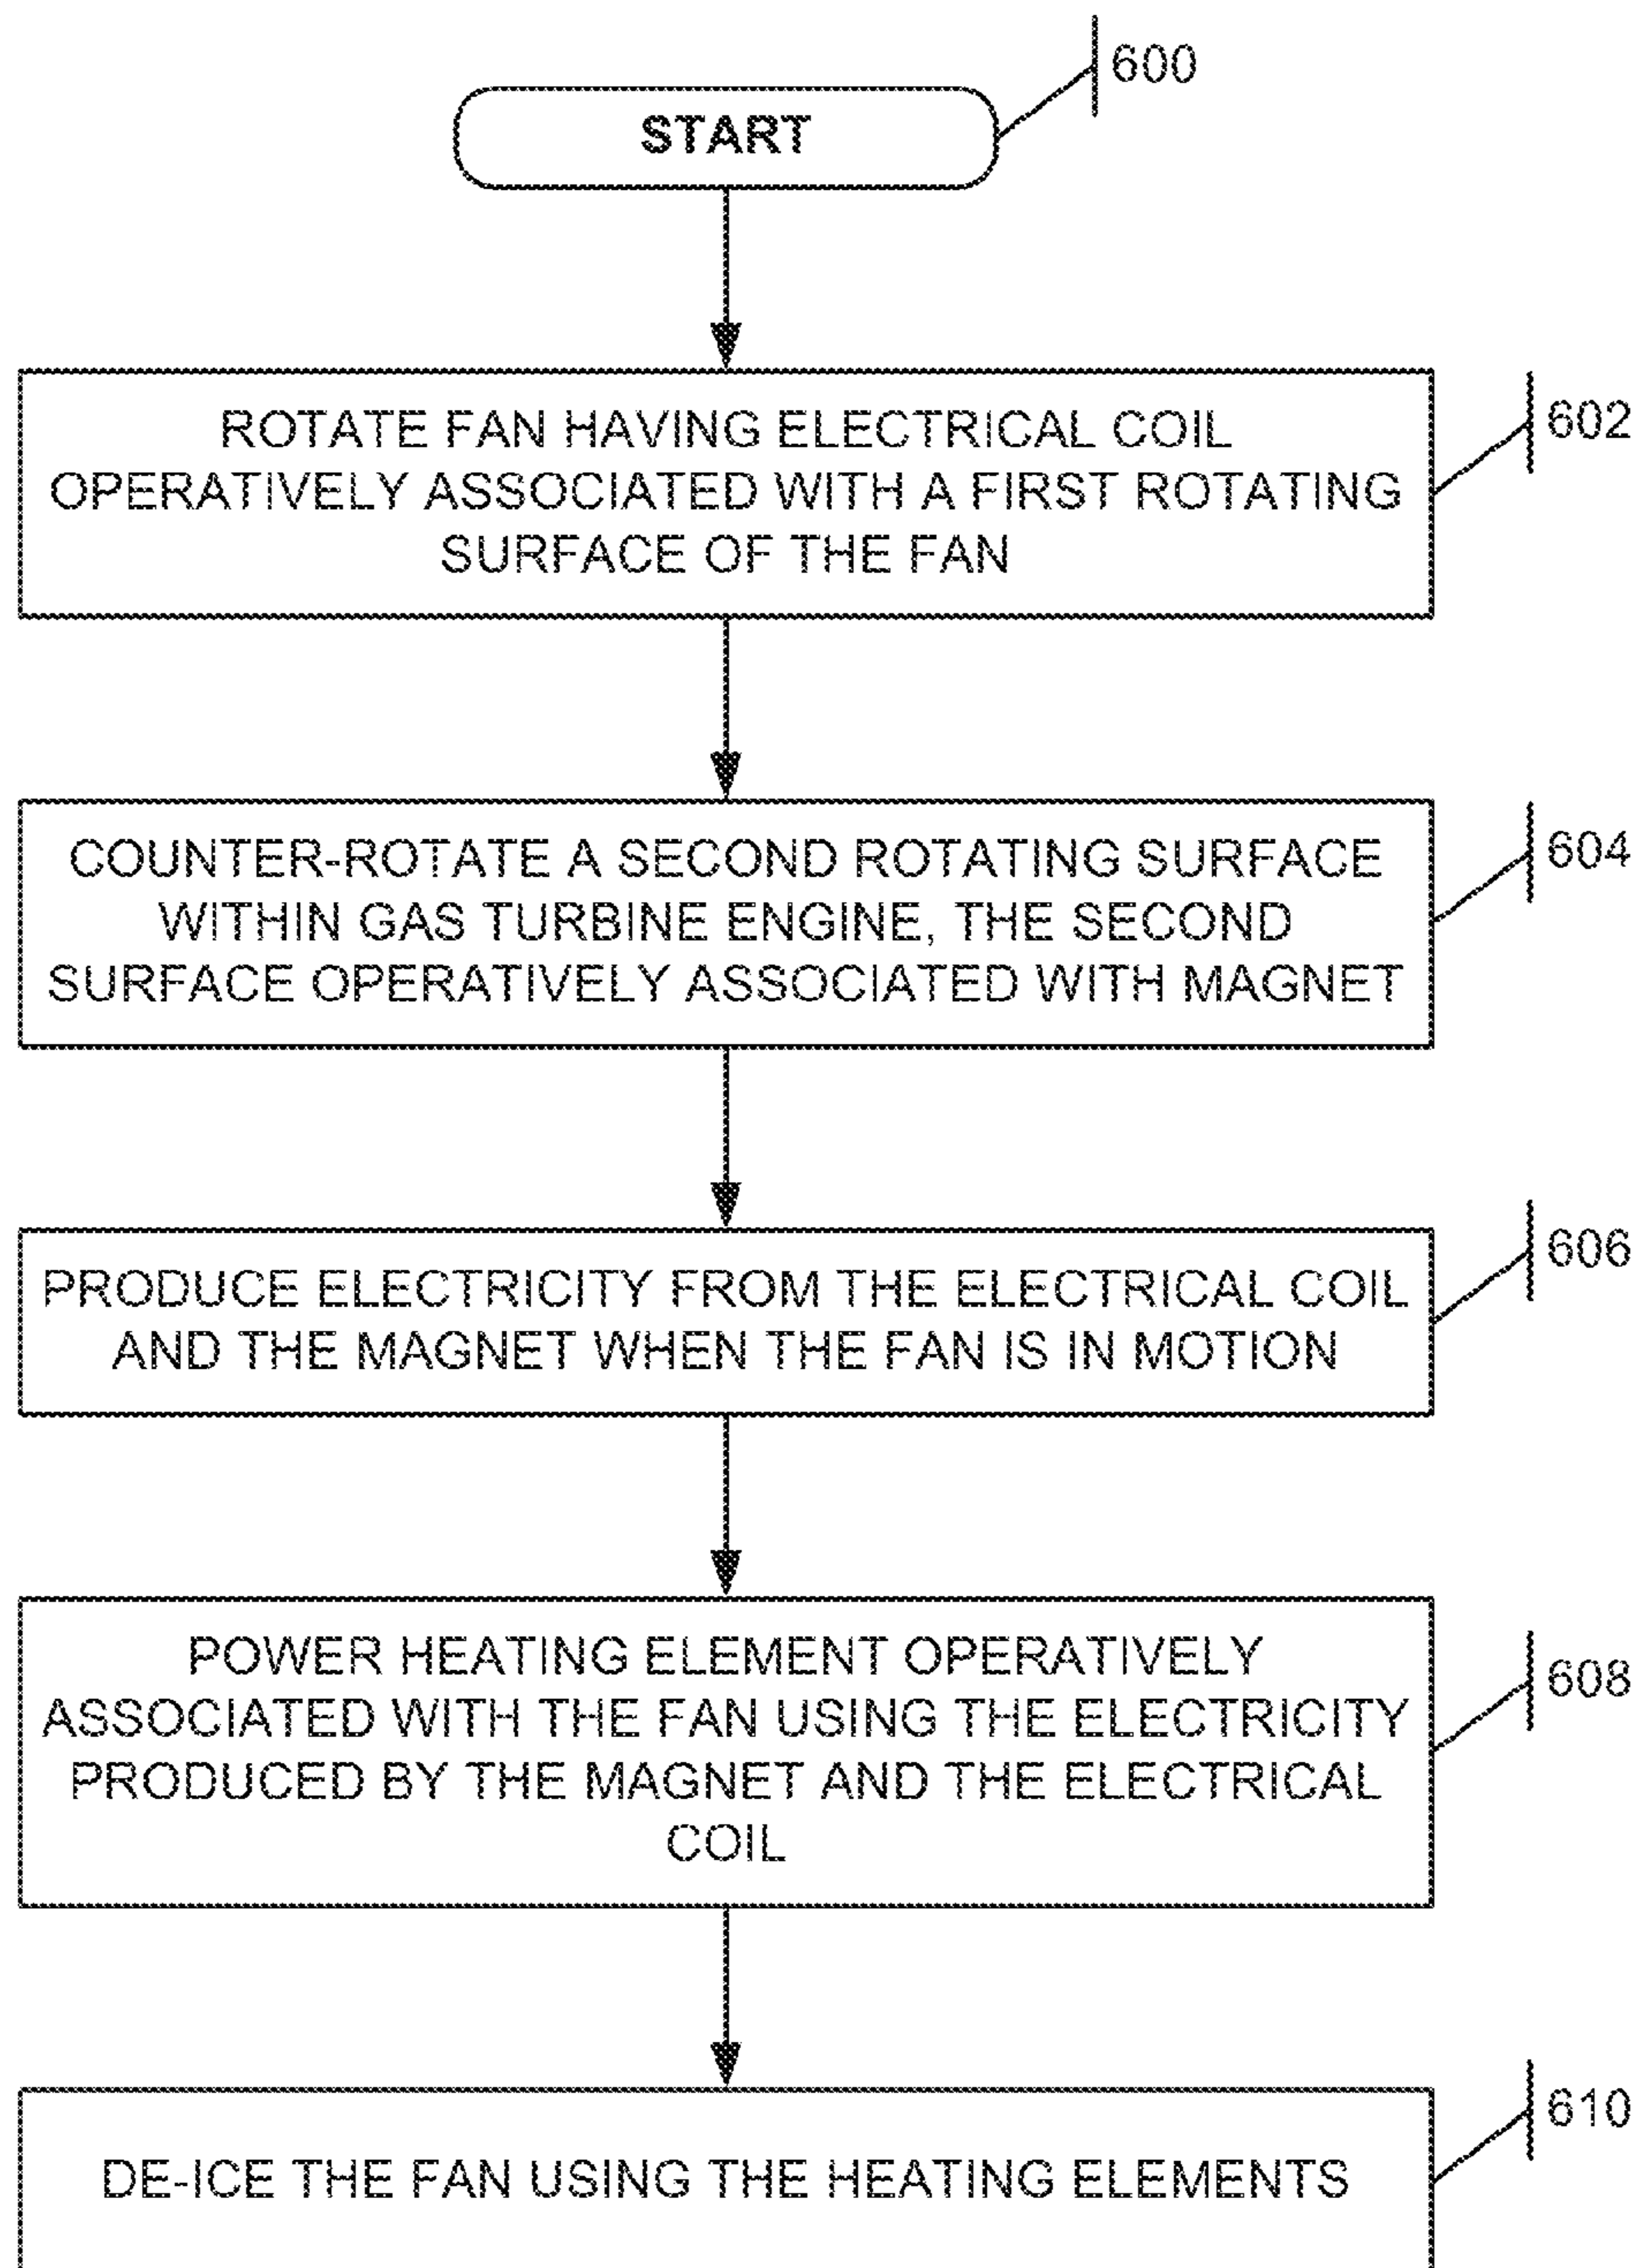 600
START
602
ROTATE FAN HAVING ELECTRICAL COIL
OPERATIVELY ASSOCIATED WITH A FIRST ROTATING
SURFACE OF THE FAN
604
COUNTER-ROTATE A SECOND ROTATING SURFACE
WITHIN GAS TURBINE ENGINE, THE SECOND
SURFACE OPERATIVELY ASSOCIATED WITH MAGNET
606
PRODUCE ELECTRICITY FROM THE ELECTRICAL COIL
AND THE MAGNET WHEN THE FAN IS IN MOTION
608
POWER HEATING ELEMENT OPERATIVELY
ASSOCIATED WITH THE FAN USING THE ELECTRICITY
PRODUCED BY THE MAGNET AND THE ELECTRICAL
COIL
610
DE-ICE THE FAN USING THE HEATING ELEMENTS